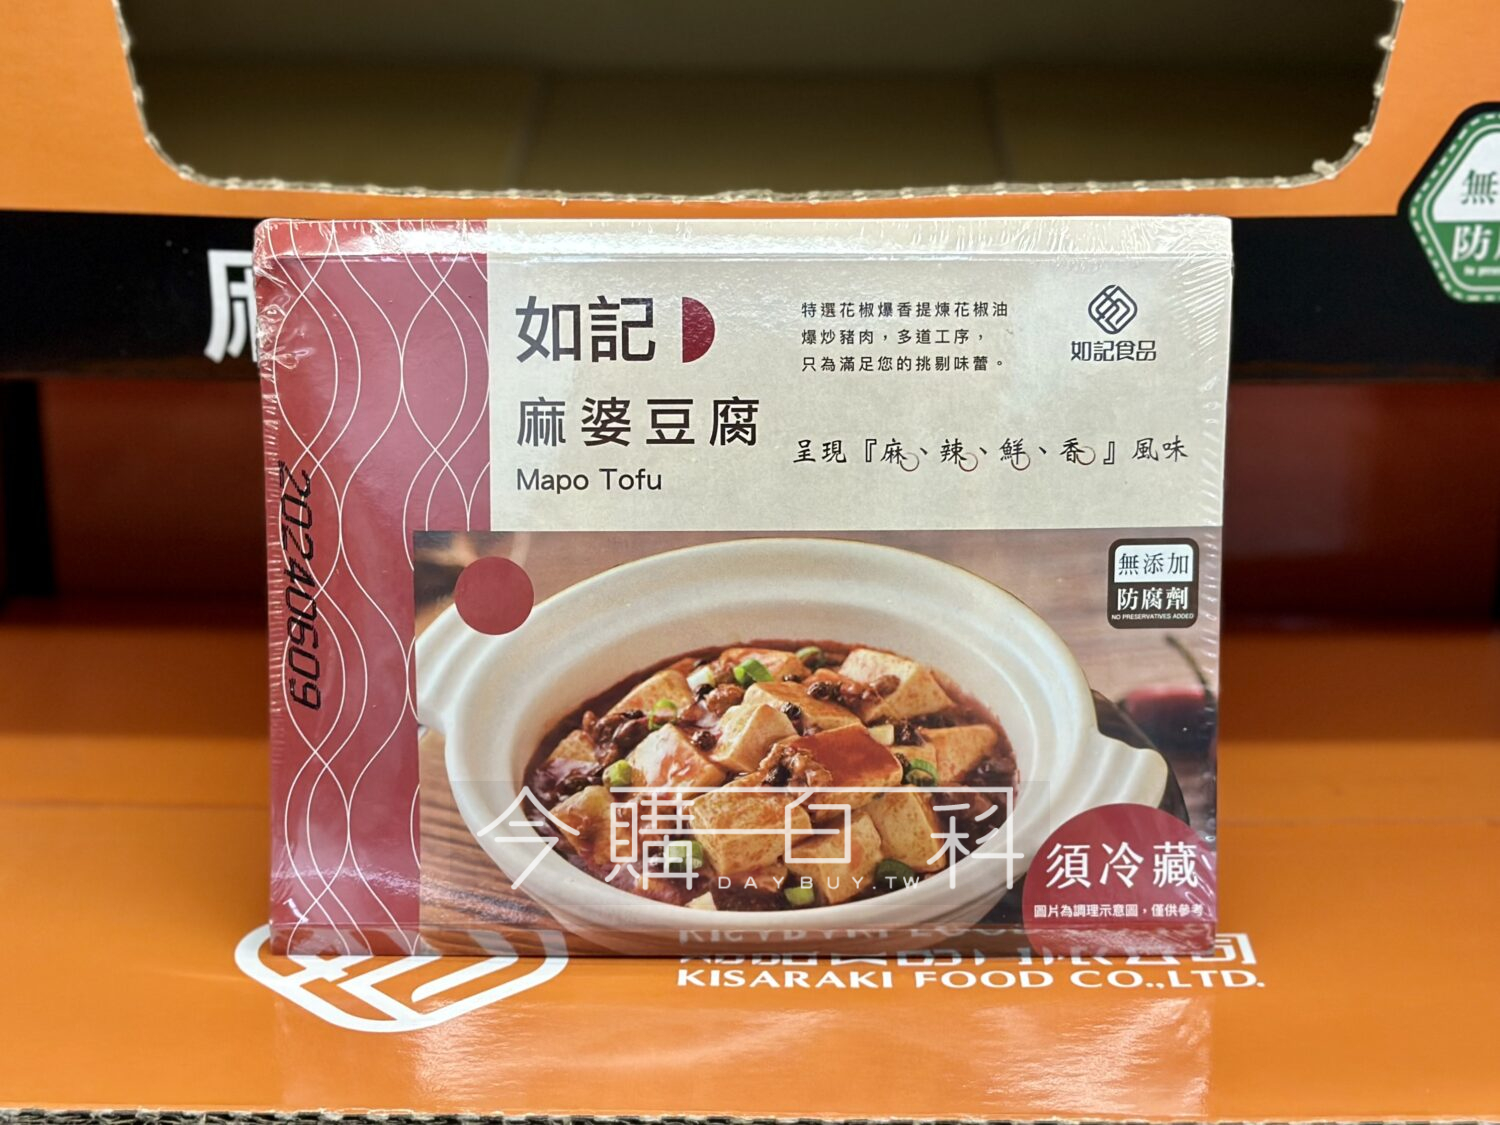 如記
麻婆豆腐
Mapo Tofu
特選花椒爆香提煉花椒油
爆炒豬肉，多道工序，
只為滿足您的挑剔味蕾。
如記食品
呈現『麻、辣、鮮、香』風味
無添加
防腐劑
NO PRESERVATIVES ADDED
20240609
今購百科
DAYBUY.TW
須冷藏
圖片為調理示意圖，僅供參考
KISARAKI FOOD CO.,LTD.
無
防